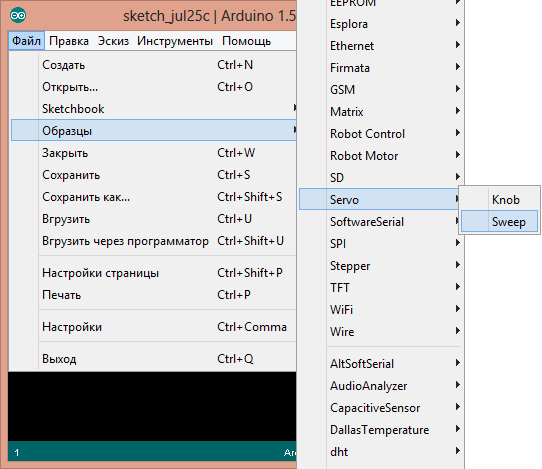 sketch_jul25c | Arduino 1.5
Файл Правка Эскиз Инструменты Помощь
Создать Ctrl+N
Открыть... Ctrl+O
Sketchbook
Образцы
Закрыть Ctrl+W
Сохранить Ctrl+S
Сохранить как... Ctrl+Shift+S
Вгрузить Ctrl+U
Вгрузить через программатор Ctrl+Shift+U
Настройки страницы Ctrl+Shift+P
Печать Ctrl+P
Настройки Ctrl+Comma
Выход Ctrl+Q
1
EEPROM
Esplora
Ethernet
Firmata
GSM
Matrix
Robot Control
Robot Motor
SD
Servo
SoftwareSerial
SPI
Stepper
TFT
WiFi
Wire
AltSoftSerial
AudioAnalyzer
CapacitiveSensor
DallasTemperature
dht
Knob
Sweep